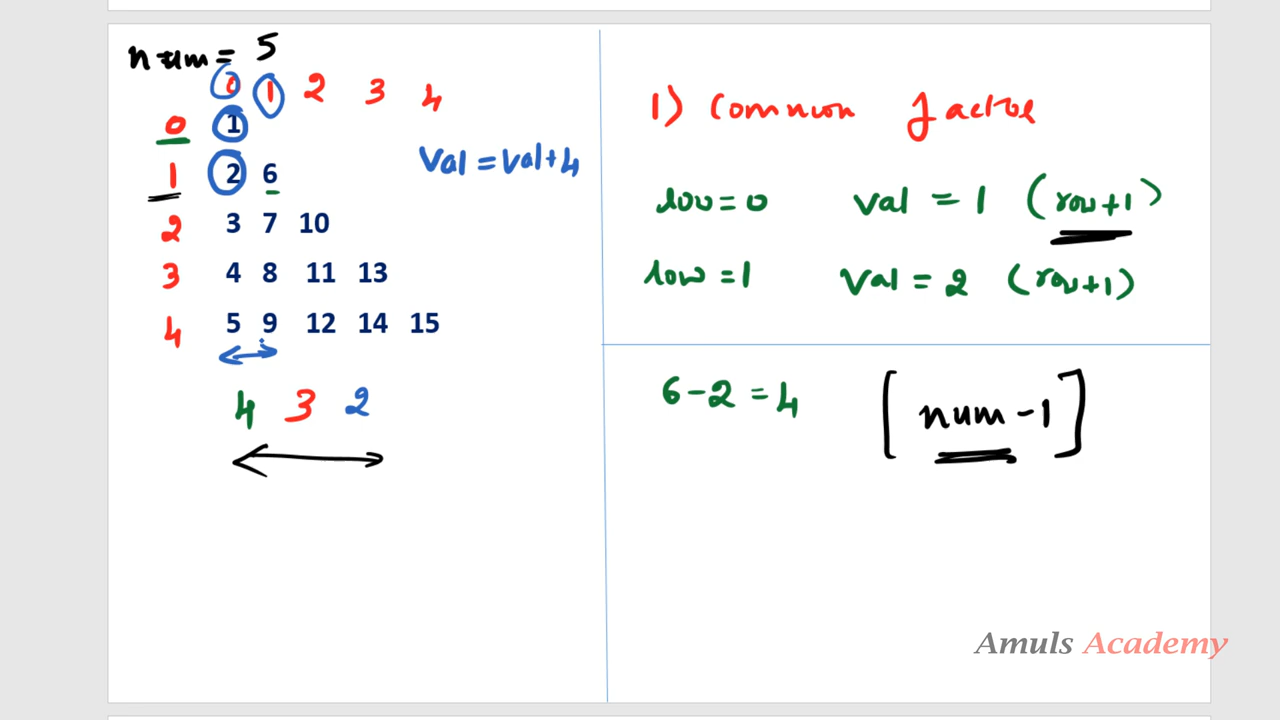 num = 5
0 1 2 3 4
0 1
1 2 6
2 3 7 10
3 4 8 11 13
4 5 9 12 14 15
4 3 2
Val = Val + 4
1) Common factor
row = 0 val = 1 (row+1)
row = 1 Val = 2 (row+1)
6 - 2 = 4 [num - 1]
Amuls Academy